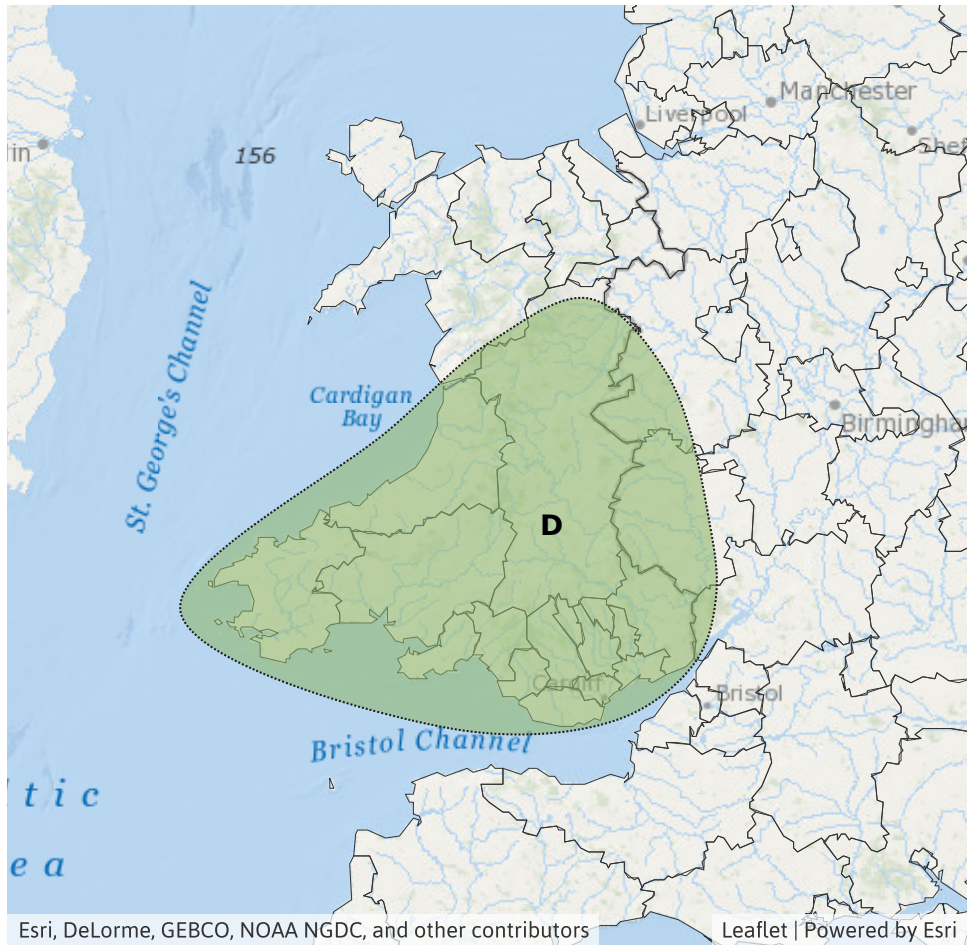 Manchester
Liverpool
156
St. George's Channel
Cardigan
Bay
D
Cardiff
Bristol
Bristol Channel
Esri, DeLorme, GEBCO, NOAA NGDC, and other contributors
Leaflet | Powered by Esri